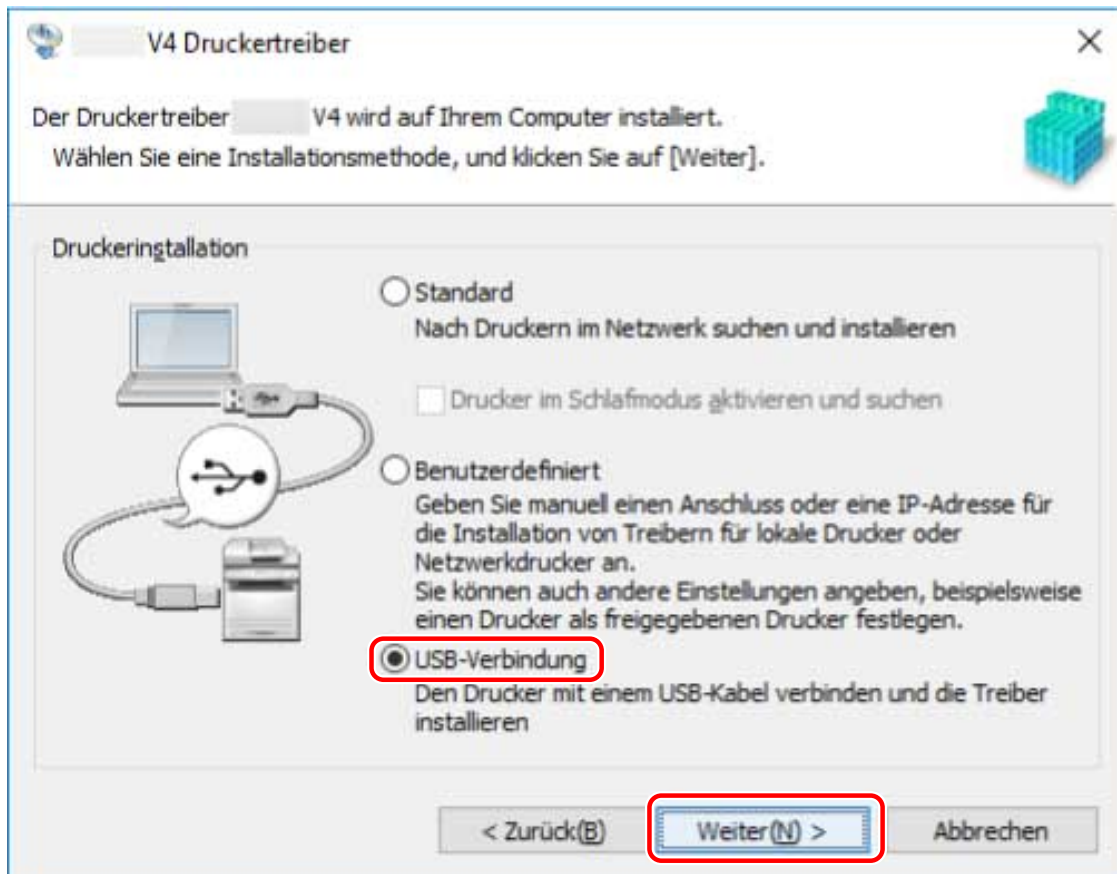 V4 Druckertreiber
Der Druckertreiber V4 wird auf Ihrem Computer installiert.
Wählen Sie eine Installationsmethode, und klicken Sie auf [Weiter].
Druckeringtallation
Standard
Nach Druckern im Netzwerk suchen und installieren
Drucker im Schlafmodus aktivieren und suchen
Benutzerdefiniert
Geben Sie manuell einen Anschluss oder eine IP-Adresse für
die Installation von Treibern für lokale Drucker oder
Netzwerkdrucker an.
Sie können auch andere Einstellungen angeben, beispielsweise
einen Drucker als freigegebenen Drucker festlegen.
USB-Verbindung
Den Drucker mit einem USB-Kabel verbinden und die Treiber
installieren
< Zurück(B) Weiter(N) > Abbrechen